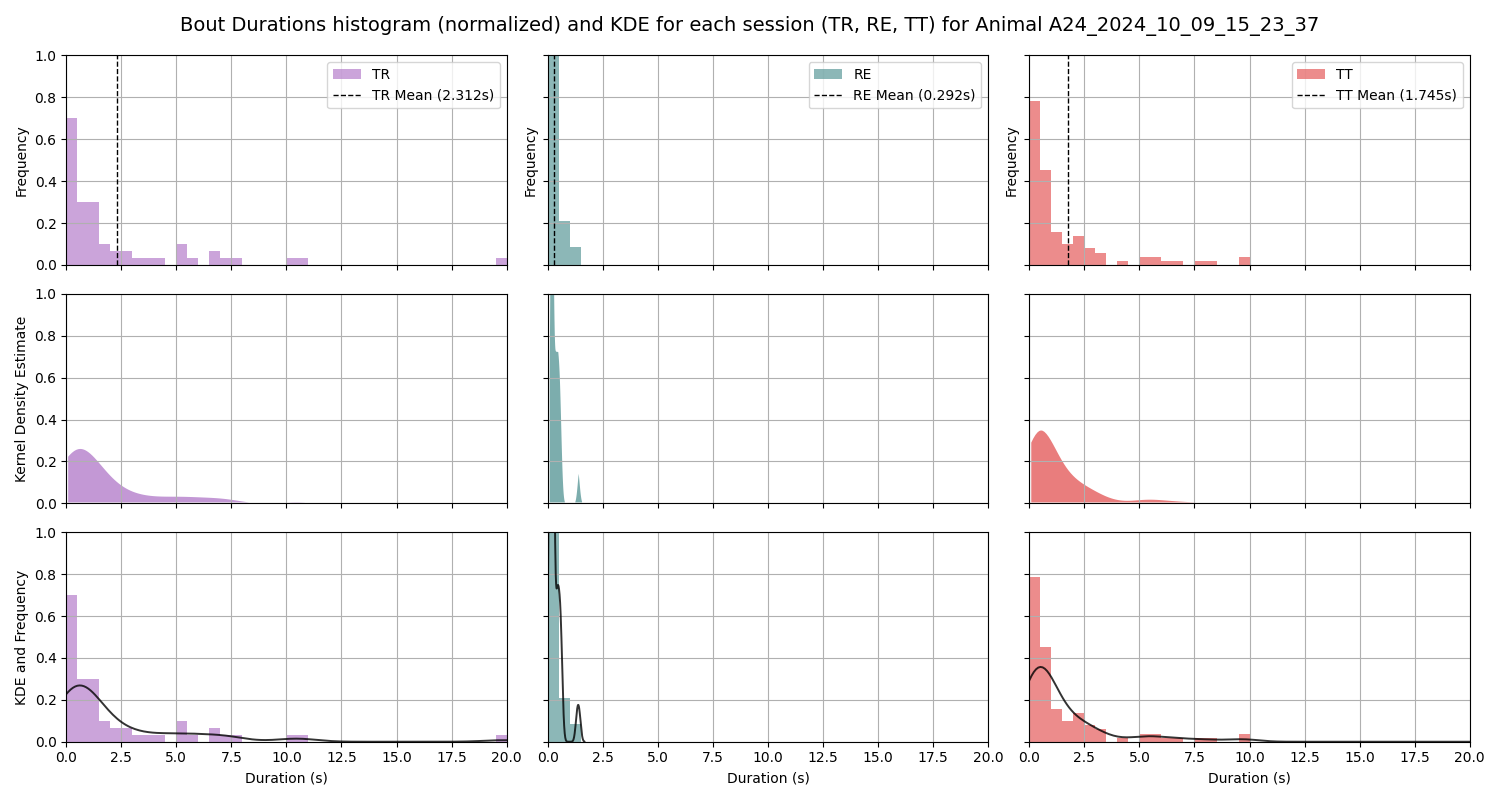 Bout Durations histogram (normalized) and KDE for each session (TR, RE, TT) for Animal A24_2024_10_09_15_23_37
1.0
0.8
0.6
0.4
0.2
0.0
Frequency
TR
TR Mean (2.312s)
Frequency
RE
RE Mean (0.292s)
Frequency
TT
TT Mean (1.745s)
1.0
0.8
0.6
0.4
0.2
0.0
Kernel Density Estimate
1.0
0.8
0.6
0.4
0.2
0.0
KDE and Frequency
0.0 2.5 5.0 7.5 10.0 12.5 15.0 17.5 20.0
Duration (s)
0.0 2.5 5.0 7.5 10.0 12.5 15.0 17.5 20.0
Duration (s)
0.0 2.5 5.0 7.5 10.0 12.5 15.0 17.5 20.0
Duration (s)